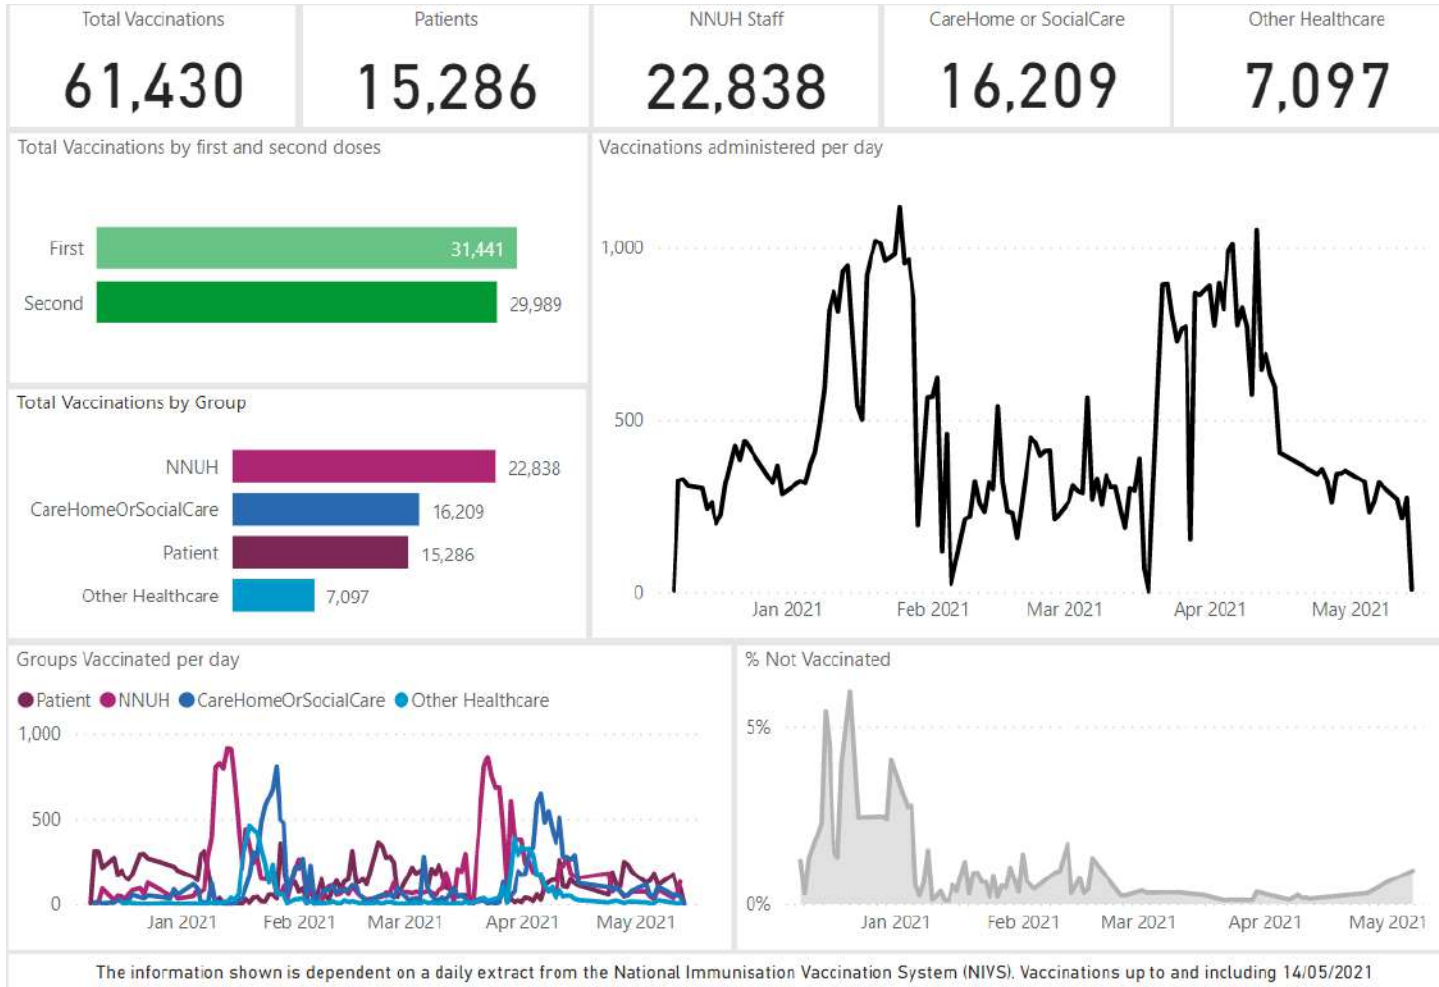 Total Vaccinations
61,430
Patients
15,286
NNUH Staff
22,838
CareHome or SocialCare
16,209
Other Healthcare
7,097
Total Vaccinations by first and second doses
First
31,441
Second
29,989
Vaccinations administered per day
1,000
500
0
Jan 2021 Feb 2021 Mar 2021 Apr 2021 May 2021
Total Vaccinations by Group
NNUH
22,838
CareHomeOrSocialCare
16,209
Patient
15,286
Other Healthcare
7,097
Groups Vaccinated per day
Patient NNUH CareHomeOrSocialCare Other Healthcare
1,000
500
0
Jan 2021 Feb 2021 Mar 2021 Apr 2021 May 2021
% Not Vaccinated
5%
0%
Jan 2021 Feb 2021 Mar 2021 Apr 2021 May 2021
The information shown is dependent on a daily extract from the National Immunisation Vaccination System (NIVS). Vaccinations up to and including 14/05/2021